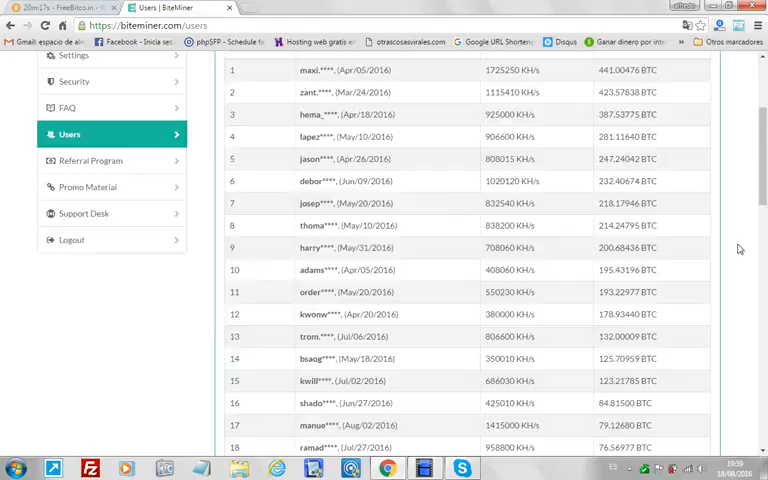 20m:17s - FreeBitco.in - B
Users | BiteMiner
alfredo
https://biteminer.com/users
Gmail: espacio de al
Facebook - Inicia ses
phpSFP - Schedule fa
Hosting web gratis en
otrascosasvirales.com
Google URL Shortene
Disqus
Ganar dinero por inte
»
Otros marcadores
Settings
Security
FAQ
Users
Referral Program
Promo Material
Support Desk
Logout
1 maxi.****, (Apr/05/2016) 1725250 KH/s 441.00476 BTC
2 zant.****, (Mar/24/2016) 1115410 KH/s 423.57838 BTC
3 hema_****, (Apr/18/2016) 925000 KH/s 387.53775 BTC
4 lapez****, (May/10/2016) 906600 KH/s 281.11640 BTC
5 jason****, (Apr/26/2016) 808015 KH/s 247.24042 BTC
6 debor****, (Jun/09/2016) 1020120 KH/s 232.40674 BTC
7 josep****, (May/20/2016) 832540 KH/s 218.17946 BTC
8 thoma****, (May/10/2016) 838200 KH/s 214.24795 BTC
9 harry****, (May/31/2016) 708060 KH/s 200.68436 BTC
10 adams****, (Apr/05/2016) 408060 KH/s 195.43196 BTC
11 order****, (May/20/2016) 550230 KH/s 193.22977 BTC
12 kwonw****, (Apr/20/2016) 380000 KH/s 178.93440 BTC
13 trom.****, (Jul/06/2016) 806600 KH/s 132.00009 BTC
14 bsaog****, (May/18/2016) 350010 KH/s 125.70959 BTC
15 kwill****, (Jul/02/2016) 686030 KH/s 123.21785 BTC
16 shado****, (Jun/27/2016) 425010 KH/s 84.81500 BTC
17 manue****, (Aug/02/2016) 1415000 KH/s 79.12680 BTC
18 ramad****, (Jul/27/2016) 958800 KH/s 76.56977 BTC
ES
10:59
18/08/2016